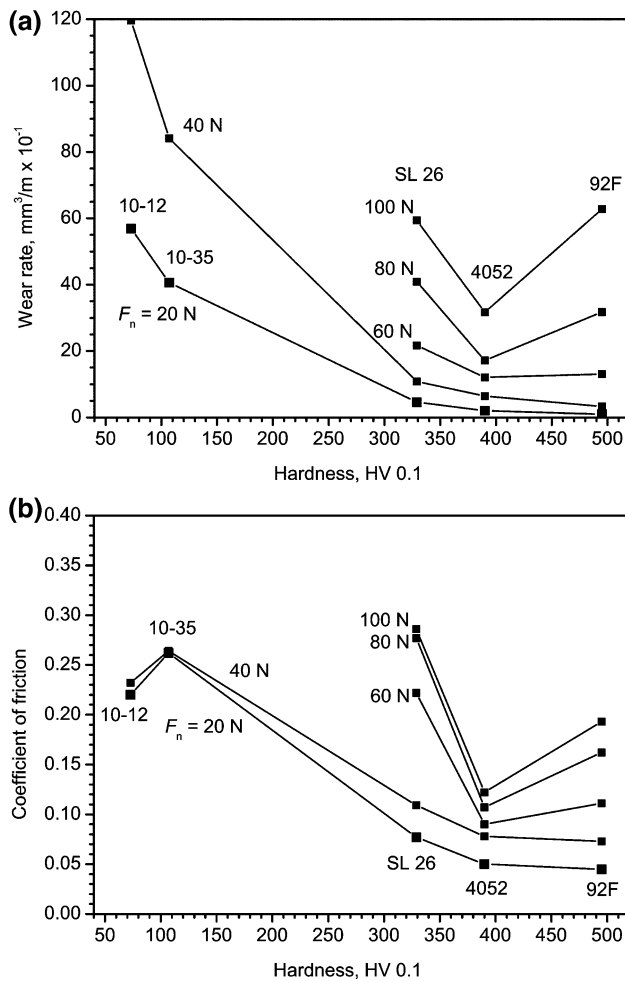 (a)
120
100
80
60
40
20
0
Wear rate, mm³/m x 10⁻¹
40 N
10-12
10-35
Fₙ = 20 N
SL 26
100 N
80 N
60 N
4052
92F
50 100 150 200 250 300 350 400 450 500
Hardness, HV 0.1
(b)
0.40
0.35
0.30
0.25
0.20
0.15
0.10
0.05
0.00
Coefficient of friction
10-35
40 N
10-12
Fₙ = 20 N
100 N
80 N
60 N
SL 26
4052
92F
50 100 150 200 250 300 350 400 450 500
Hardness, HV 0.1